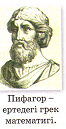 Пифагор –
ертедегі грек
математигі.